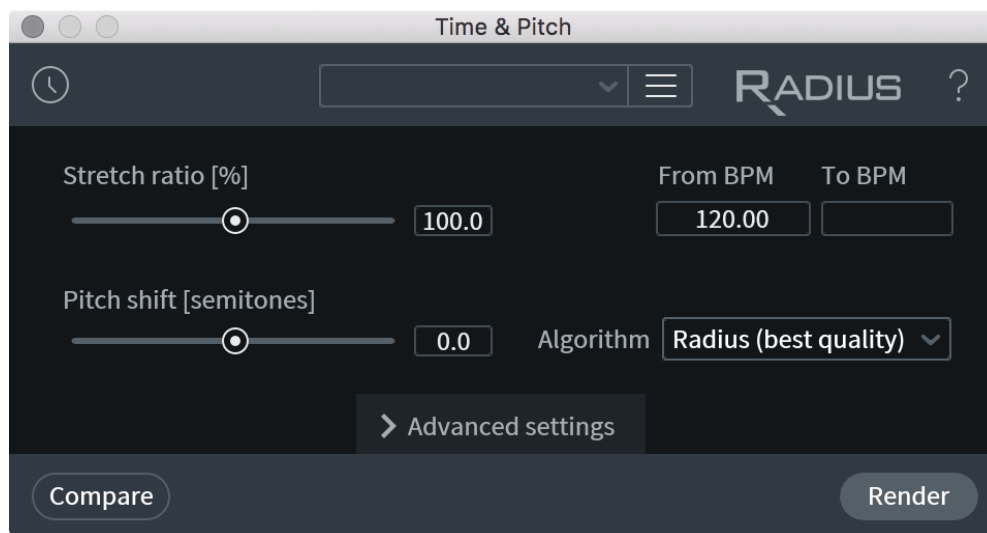 Time & Pitch
RADIUS ?
Stretch ratio [%]
From BPM To BPM
100.0
120.00
Pitch shift [semitones]
0.0
Algorithm Radius (best quality)
Advanced settings
Compare
Render